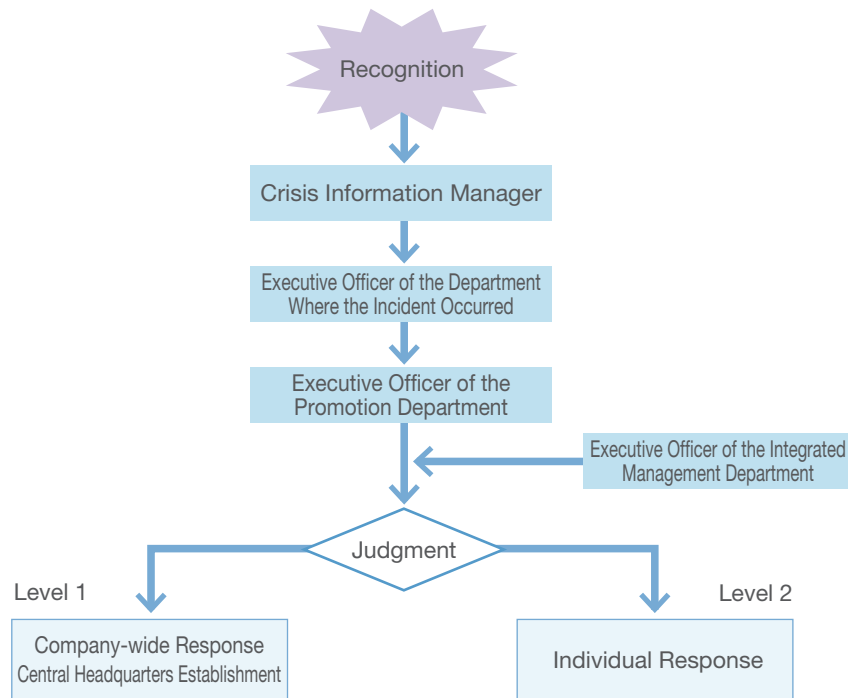 Recognition
Crisis Information Manager
Executive Officer of the Department
Where the Incident Occurred
Executive Officer of the
Promotion Department
Executive Officer of the Integrated
Management Department
Judgment
Level 1
Level 2
Company-wide Response
Central Headquarters Establishment
Individual Response